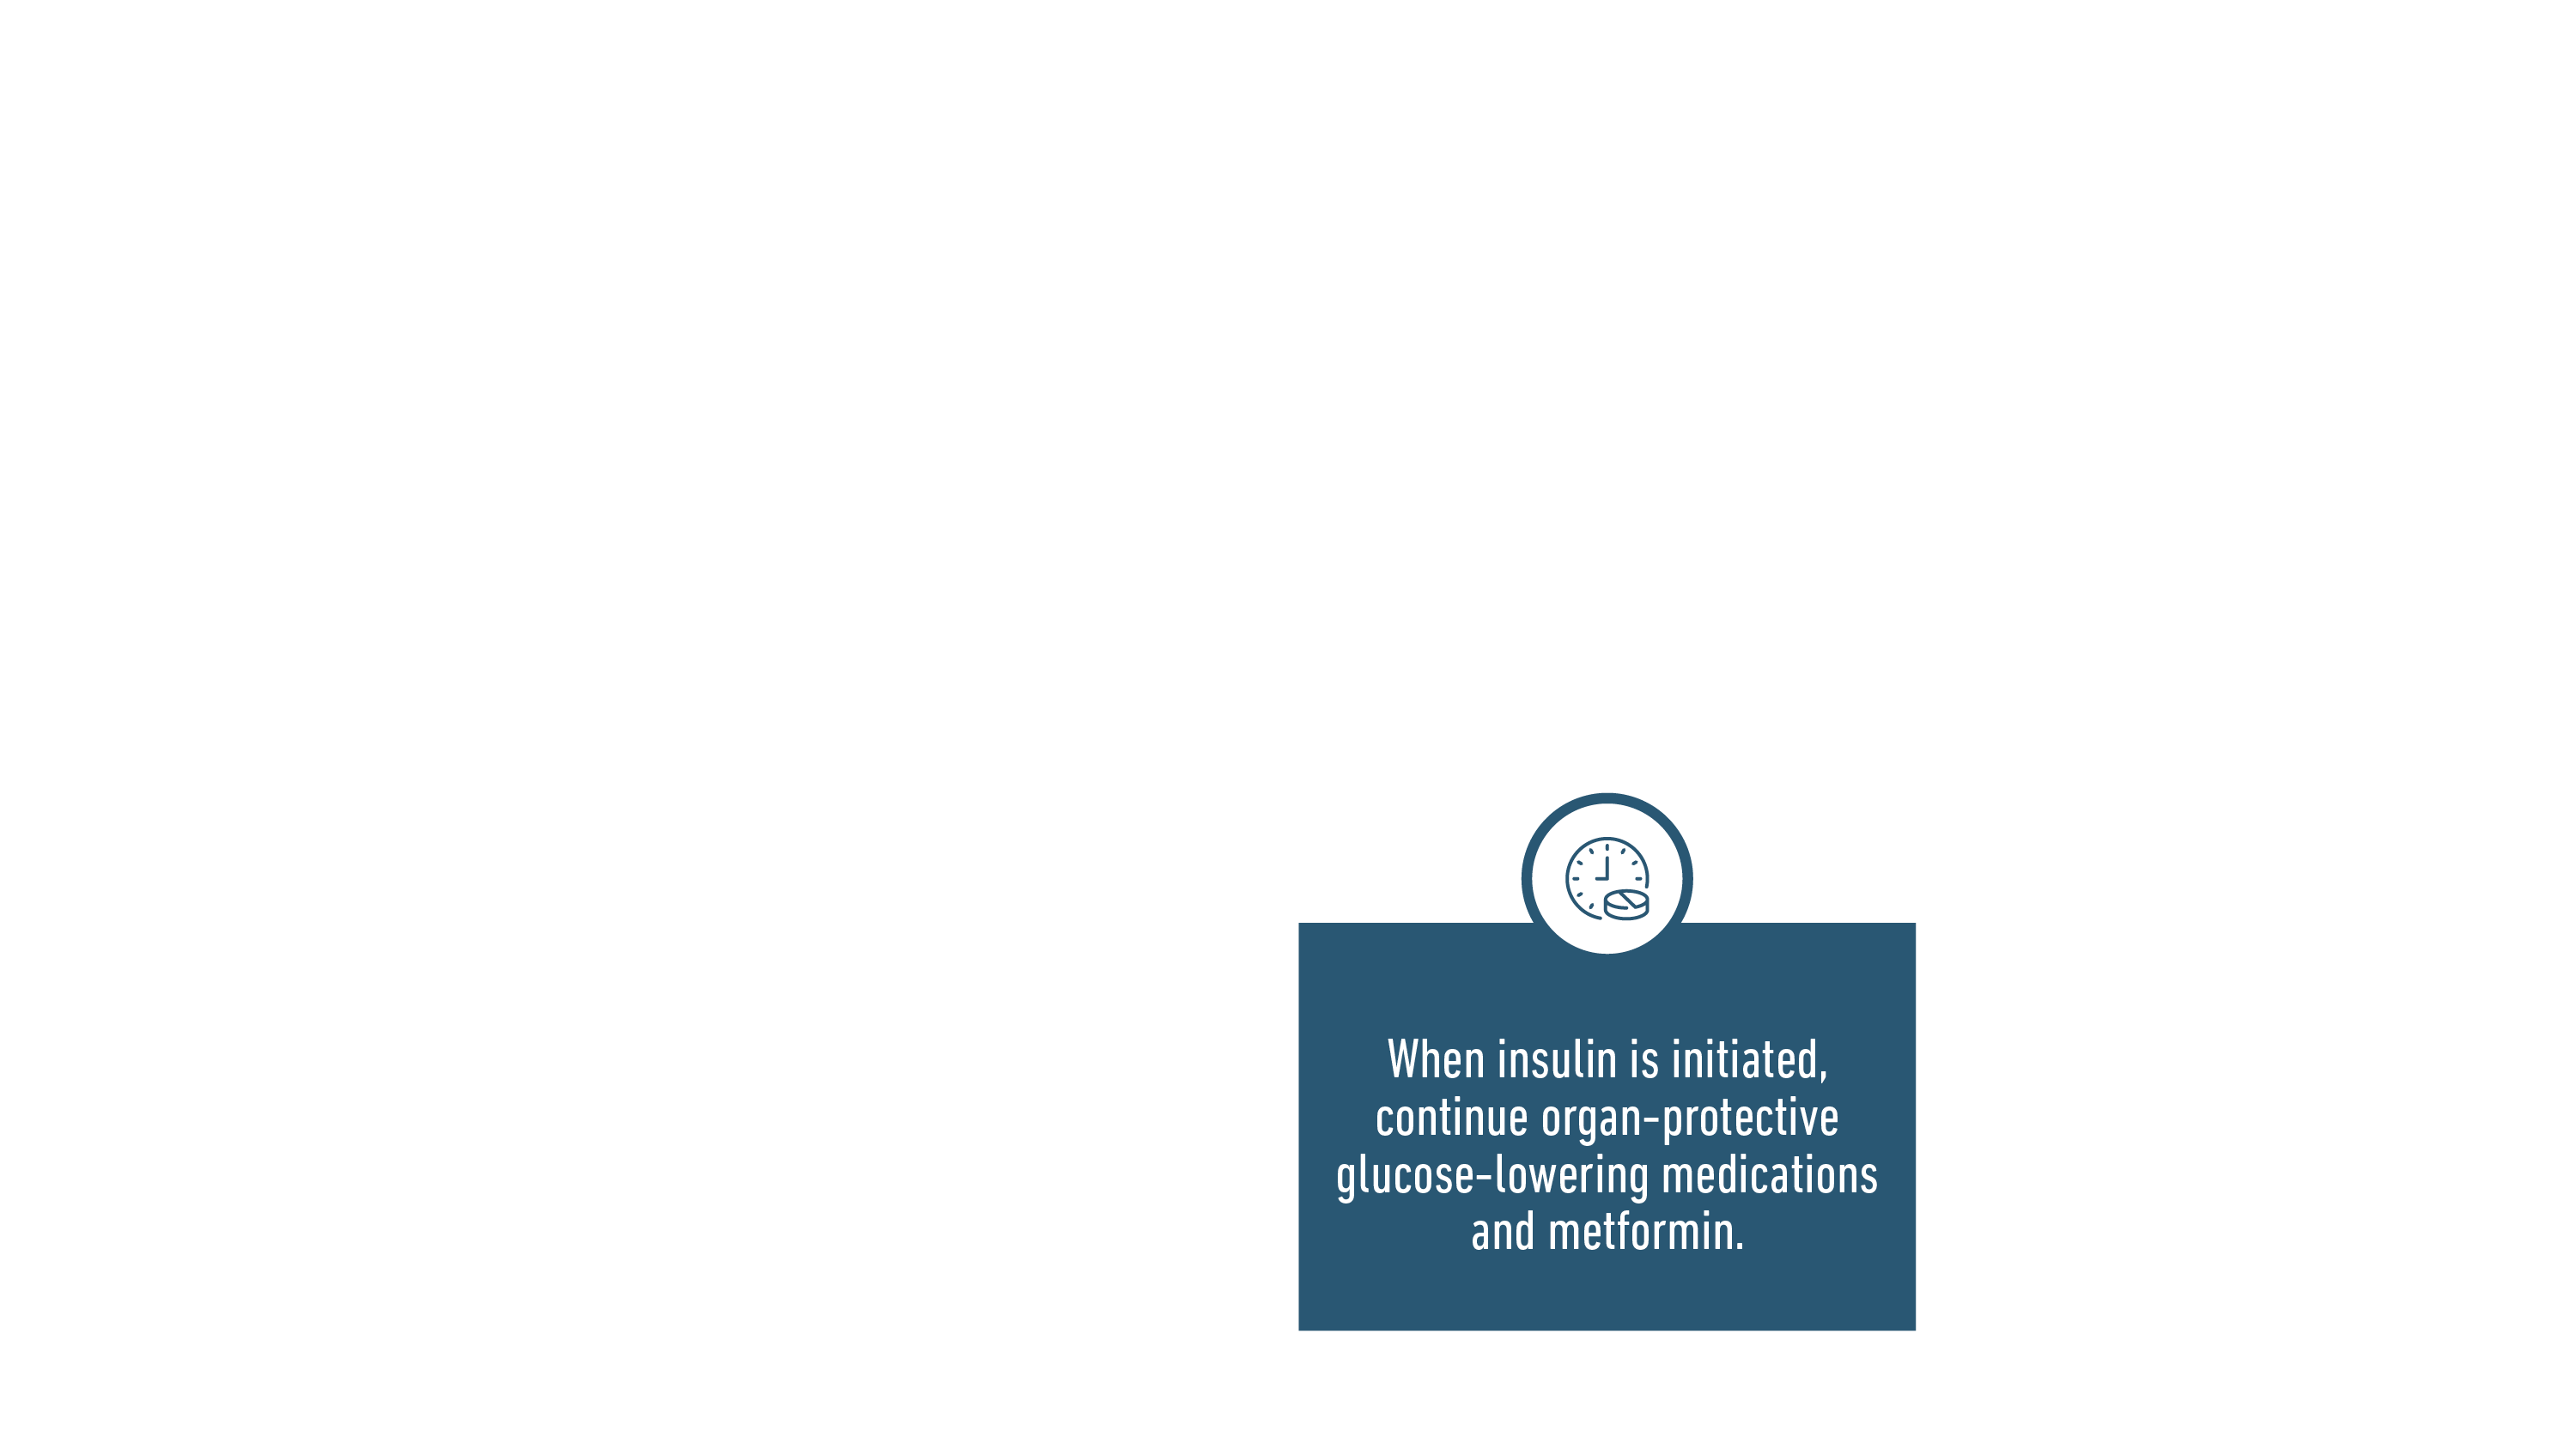 When insulin is initiated,
continue organ-protective
glucose-lowering medications
and metformin.